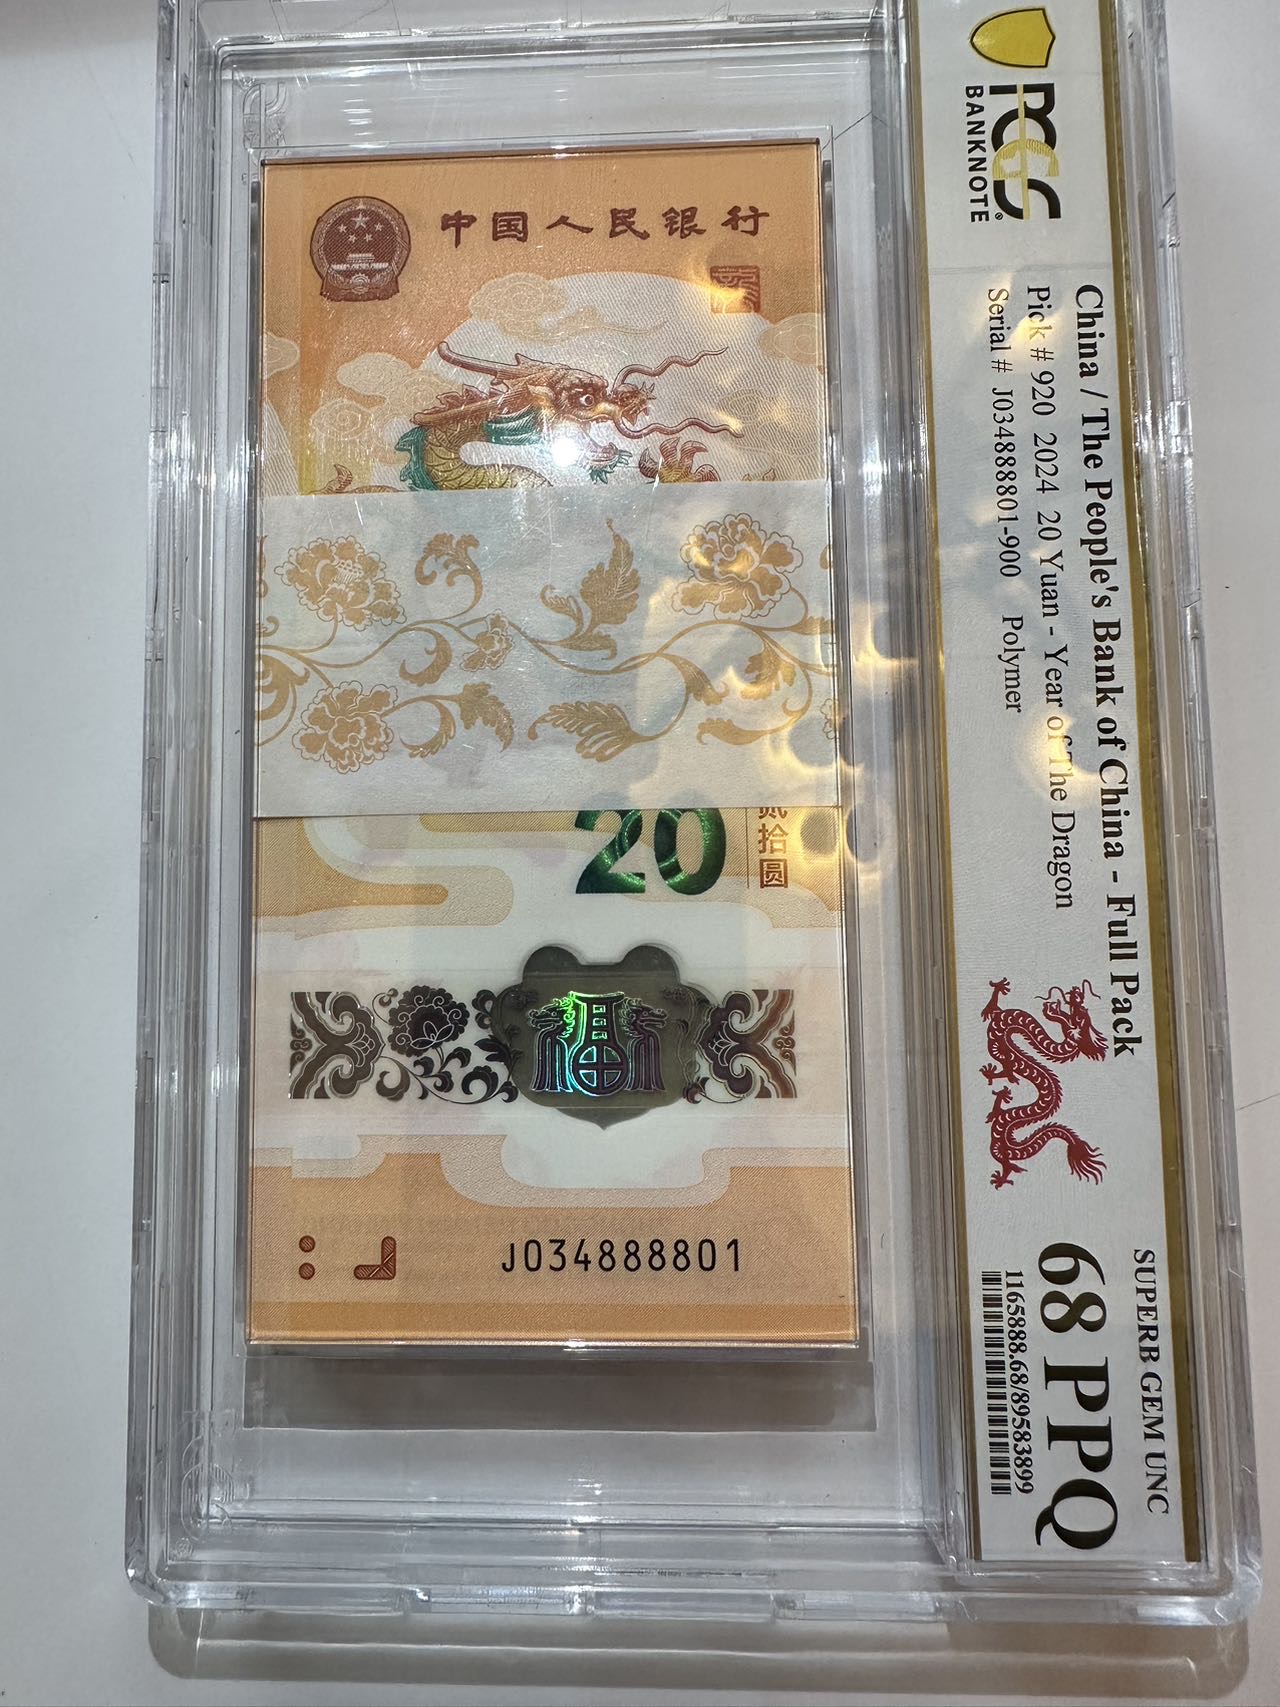 PCGS
BANKNOTE
China / The People's Bank of China - Full Pack
Pick # 920 2024 20 Yuan - Year of The Dragon
Serial # J034888801-900 Polymer
SUPERB GEM UNC
68 PPQ
1165888.68/89583899
中国人民银行
20
贰拾圆
J034888801